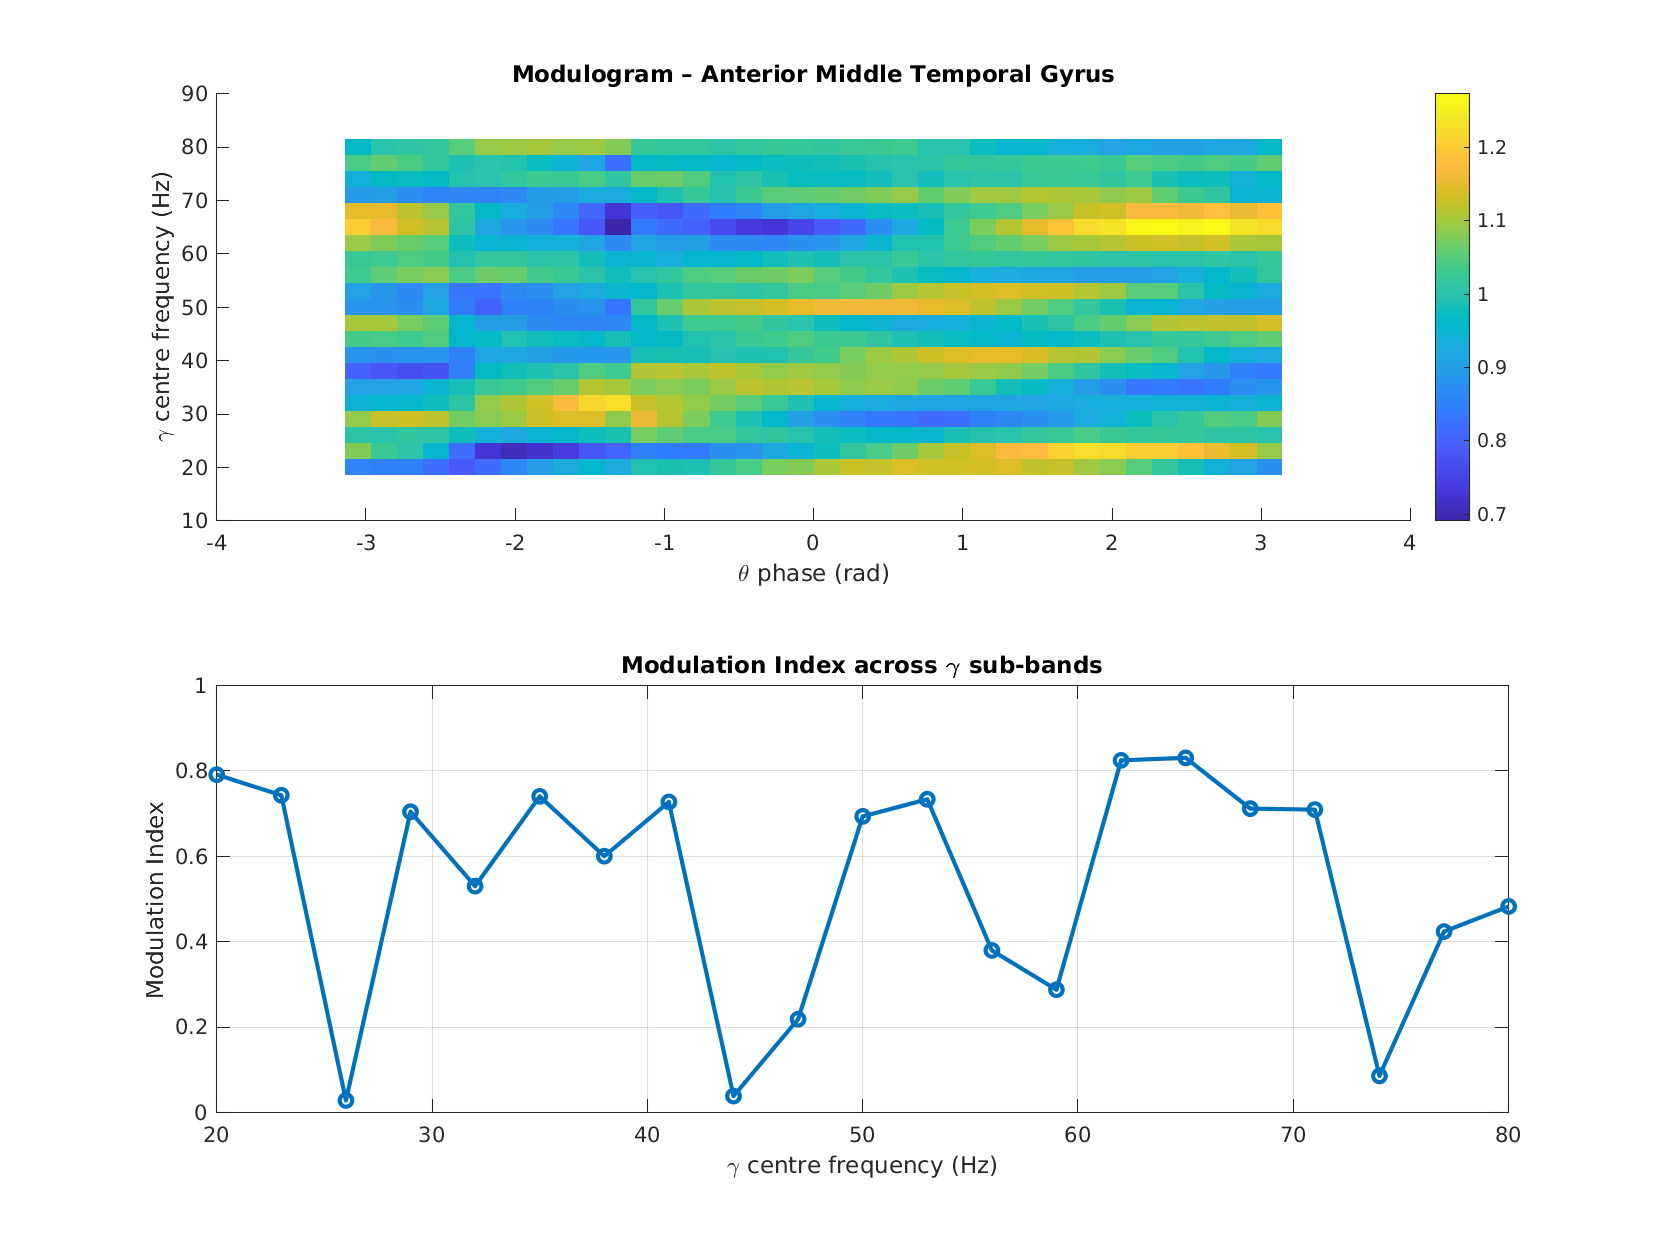 Modulogram – Anterior Middle Temporal Gyrus
90
80
70
60
50
40
30
20
10
γ centre frequency (Hz)
-4 -3 -2 -1 0 1 2 3 4
θ phase (rad)
1.2
1.1
1
0.9
0.8
0.7
Modulation Index across γ sub-bands
1
0.8
0.6
0.4
0.2
0
Modulation Index
20 30 40 50 60 70 80
γ centre frequency (Hz)